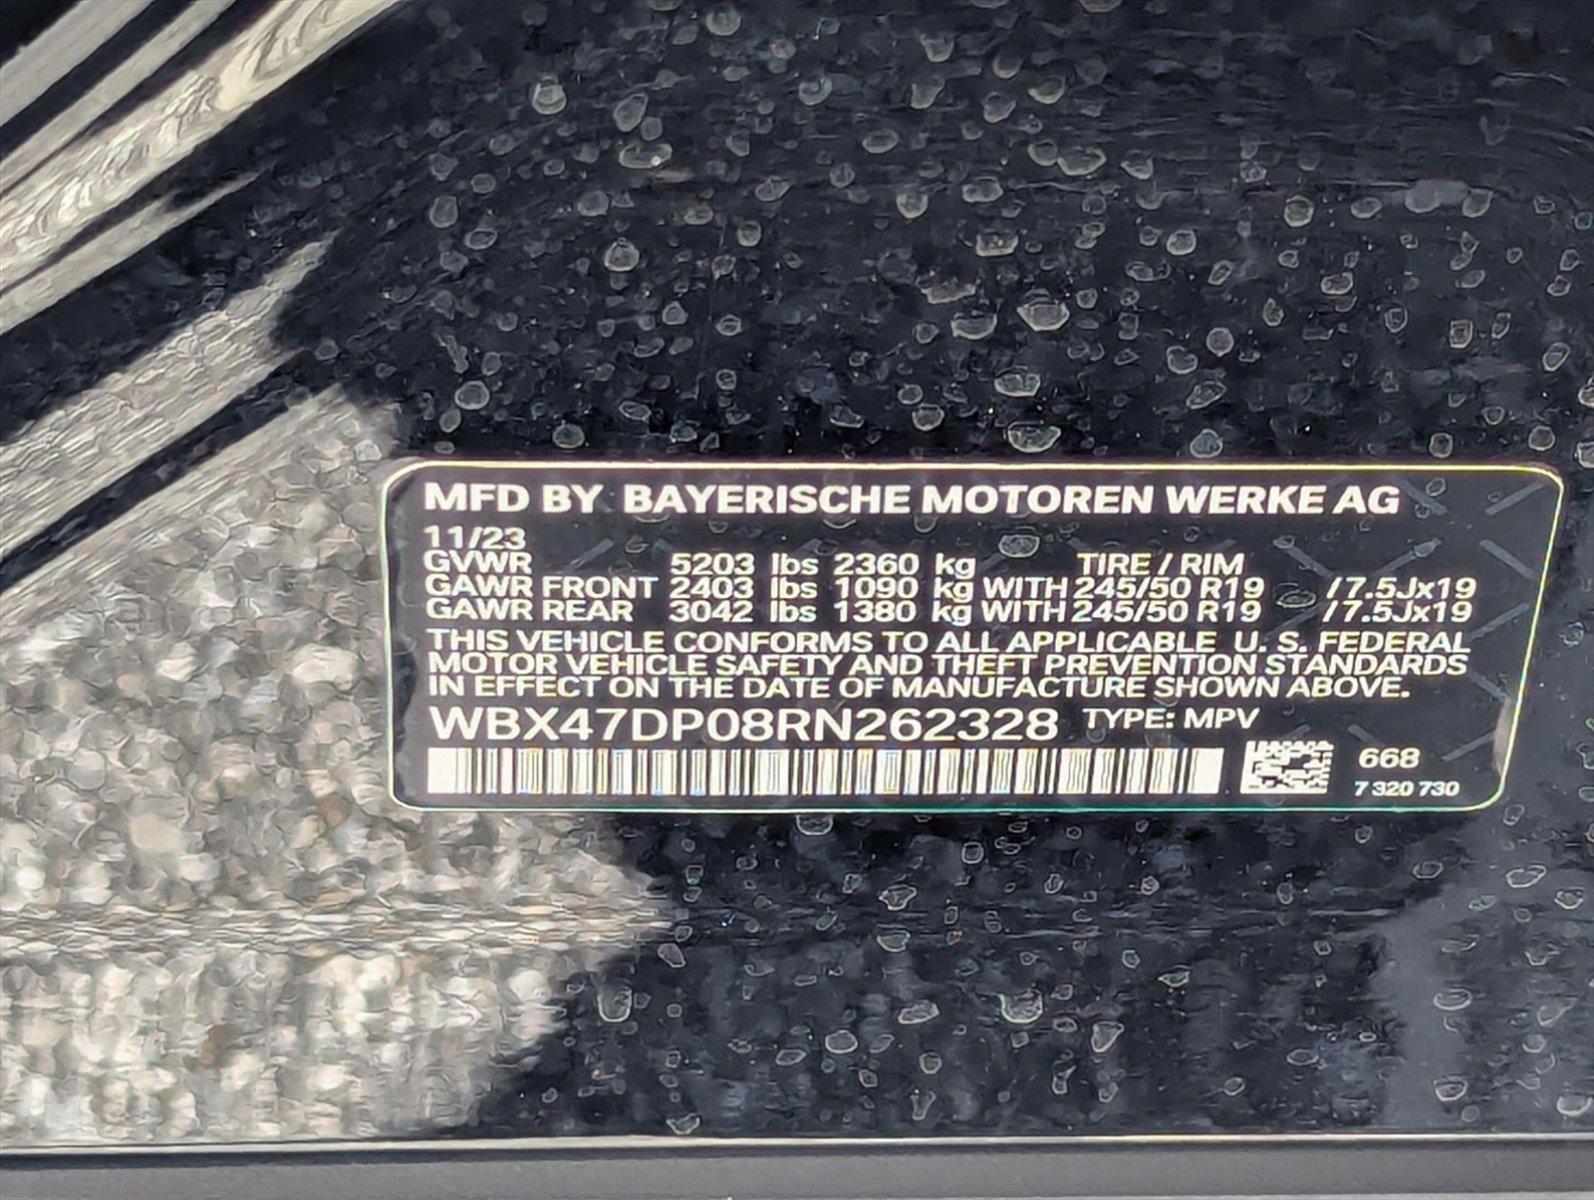 MFD BY BAYERISCHE MOTOREN WERKE AG
11/23
GVWR 5203 lbs 2360 kg TIRE / RIM
GAWR FRONT 2403 lbs 1090 kg WITH 245/50 R19 /7.5Jx19
GAWR REAR 3042 lbs 1380 kg WITH 245/50 R19 /7.5Jx19
THIS VEHICLE CONFORMS TO ALL APPLICABLE U. S. FEDERAL
MOTOR VEHICLE SAFETY AND THEFT PREVENTION STANDARDS
IN EFFECT ON THE DATE OF MANUFACTURE SHOWN ABOVE.
WBX47DP08RN262328 TYPE: MPV
668
7 320 730